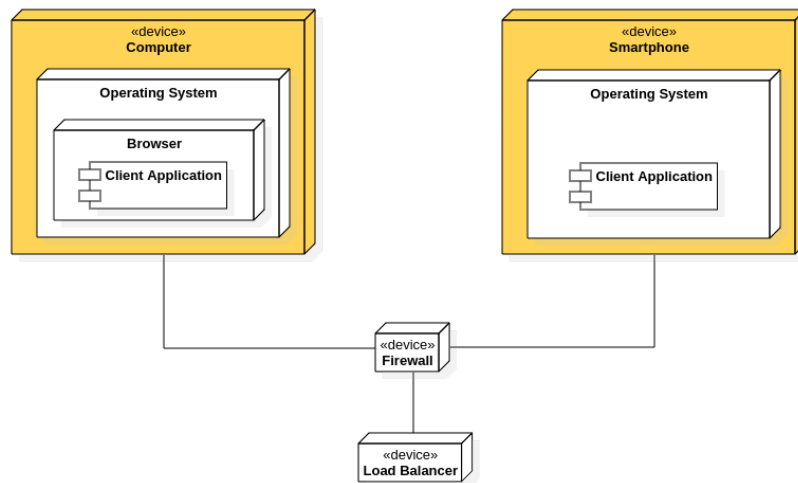 «device»
Computer
Operating System
Browser
Client Application
«device»
Smartphone
Operating System
Client Application
«device»
Firewall
«device»
Load Balancer